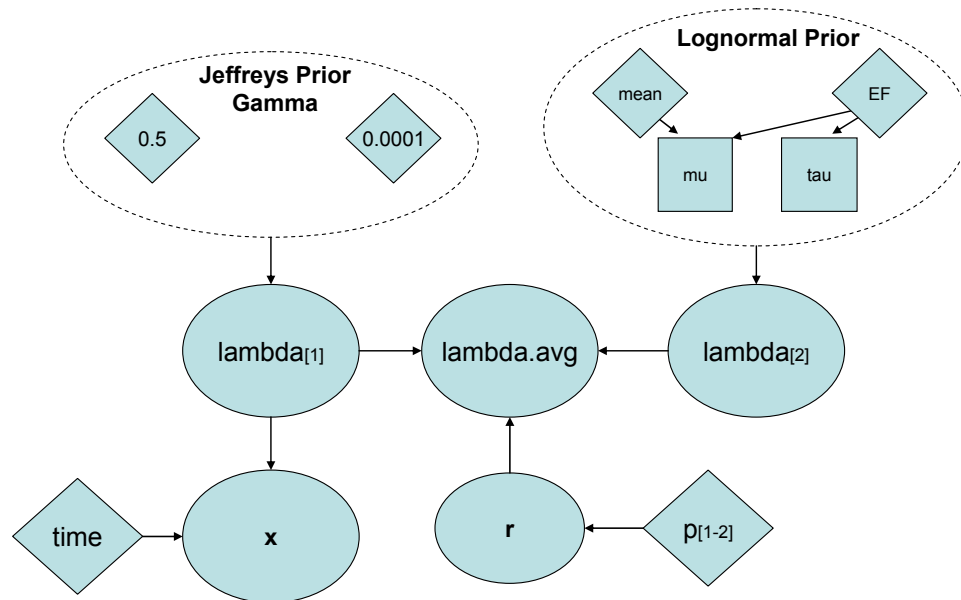 Jeffreys Prior
Gamma
0.5
0.0001
Lognormal Prior
mean
EF
mu
tau
lambda[1]
lambda.avg
lambda[2]
time
x
r
p[1-2]